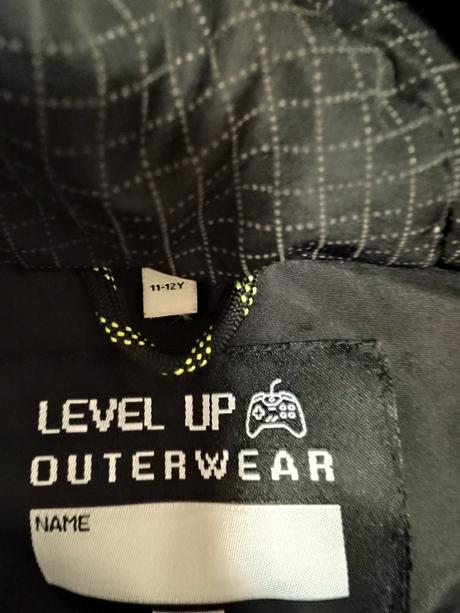 11-12Y
LEVEL UP
OUTERWEAR
NAME